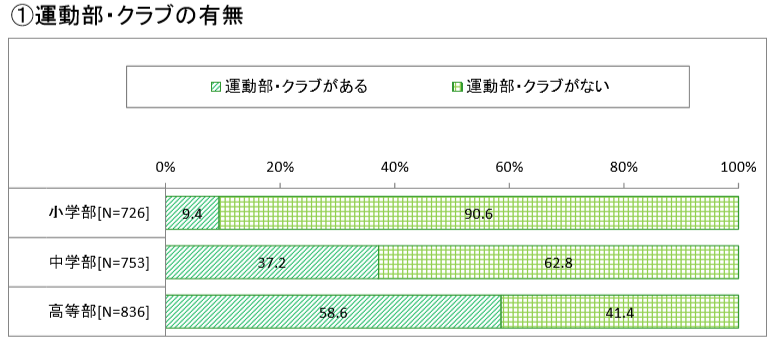 ①運動部・クラブの有無
運動部・クラブがある 運動部・クラブがない
0% 20% 40% 60% 80% 100%
小学部[N=726] 9.4 90.6
中学部[N=753] 37.2 62.8
高等部[N=836] 58.6 41.4